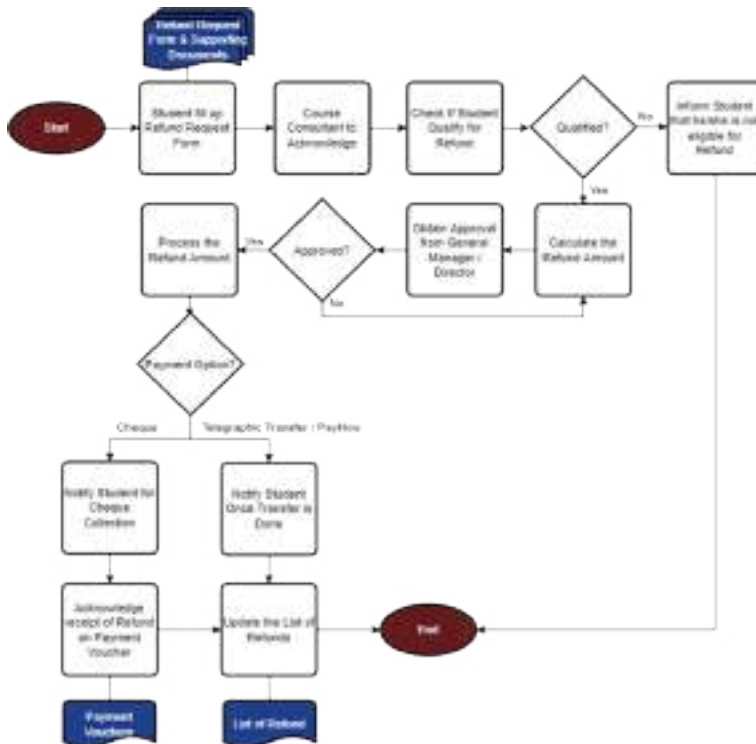 Refund Request
Form & Supporting
Documents
Start
Student fill up
Refund Request
Form
Course
Consultant to
Acknowledge
Check if Student
Qualify for
Refund
Qualified?
No
Inform Student
that he/she is not
eligible for
Refund
Yes
Process the
Refund Amount
Yes
Approved?
Obtain Approval
from General
Manager /
Director
Calculate the
Refund Amount
No
Payment Option?
Cheque
Telegraphic Transfer / PayNow
Notify Student for
Cheque
Collection
Notify Student
Once Transfer is
Done
Acknowledge
receipt of Refund
on Payment
Voucher
Update the List of
Refunds
End
Payment
Vouchers
List of Refund